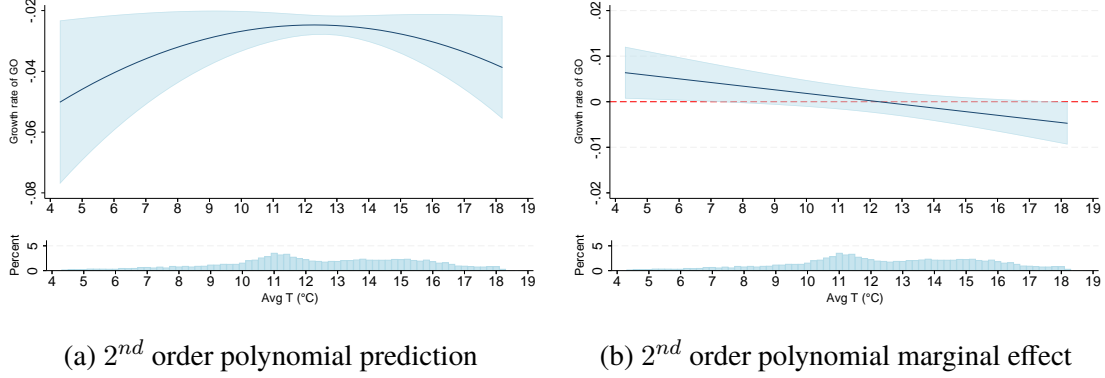 -.02
-.04
-.06
-.08
Growth rate of GO
4 5 6 7 8 9 10 11 12 13 14 15 16 17 18 19
5
0
Percent
4 5 6 7 8 9 10 11 12 13 14 15 16 17 18 19
Avg T (°C)
(a) 2nd order polynomial prediction
.02
.01
0
-.01
-.02
Growth rate of GO
4 5 6 7 8 9 10 11 12 13 14 15 16 17 18 19
5
0
Percent
4 5 6 7 8 9 10 11 12 13 14 15 16 17 18 19
Avg T (°C)
(b) 2nd order polynomial marginal effect